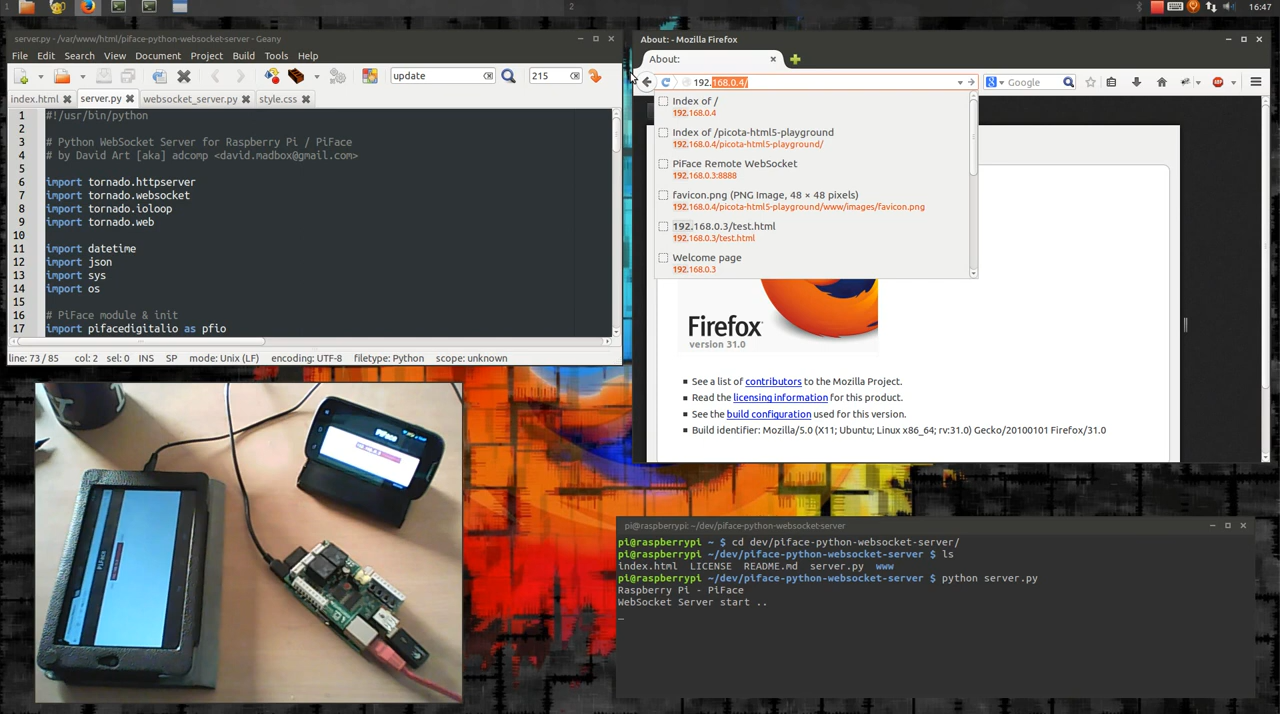 1
2
16:47
server.py - /var/www/html/piface-python-websocket-server - Geany
File Edit Search View Document Project Build Tools Help
update
215
index.html
server.py
websocket_server.py
style.css
1 #!/usr/bin/python
2
3 # Python WebSocket Server for Raspberry Pi / PiFace
4 # by David Art [aka] adcomp <david.madbox@gmail.com>
5
6 import tornado.httpserver
7 import tornado.websocket
8 import tornado.ioloop
9 import tornado.web
10
11 import datetime
12 import json
13 import sys
14 import os
15
16 # PiFace module & init
17 import pifacedigitalio as pfio
line: 73 / 85 col: 2 sel: 0 INS SP mode: Unix (LF) encoding: UTF-8 filetype: Python scope: unknown
About: - Mozilla Firefox
About:
192.168.0.4/
Google
Index of /
192.168.0.4
Index of /picota-html5-playground
192.168.0.4/picota-html5-playground/
PiFace Remote WebSocket
192.168.0.3:8888
favicon.png (PNG Image, 48 × 48 pixels)
192.168.0.4/picota-html5-playground/www/images/favicon.png
192.168.0.3/test.html
192.168.0.3/test.html
Welcome page
192.168.0.3
Firefox
version 31.0
See a list of contributors to the Mozilla Project.
Read the licensing information for this product.
See the build configuration used for this version.
Build identifier: Mozilla/5.0 (X11; Ubuntu; Linux x86_64; rv:31.0) Gecko/20100101 Firefox/31.0
PiFace
PiFace
pi@raspberrypi: ~/dev/piface-python-websocket-server
pi@raspberrypi ~ $ cd dev/piface-python-websocket-server/
pi@raspberrypi ~/dev/piface-python-websocket-server $ ls
index.html LICENSE README.md server.py www
pi@raspberrypi ~/dev/piface-python-websocket-server $ python server.py
Raspberry Pi - PiFace
WebSocket Server start ..